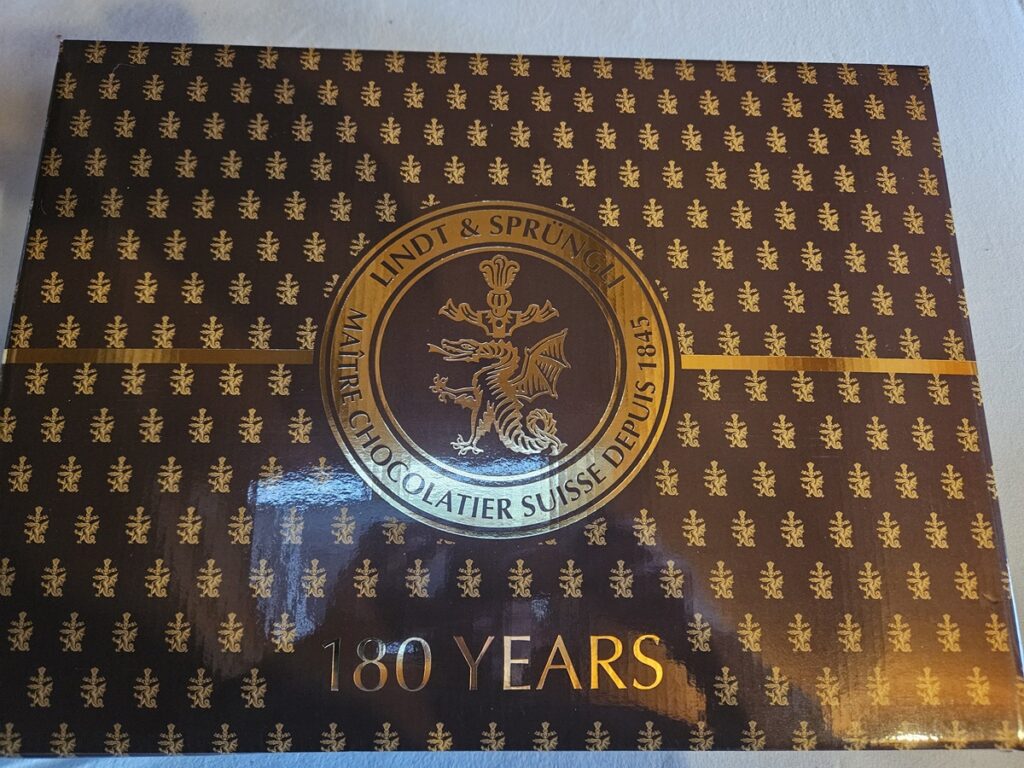 LINDT & SPRÜNGLI
MAÎTRE CHOCOLATIER SUISSE DEPUIS 1845
180 YEARS